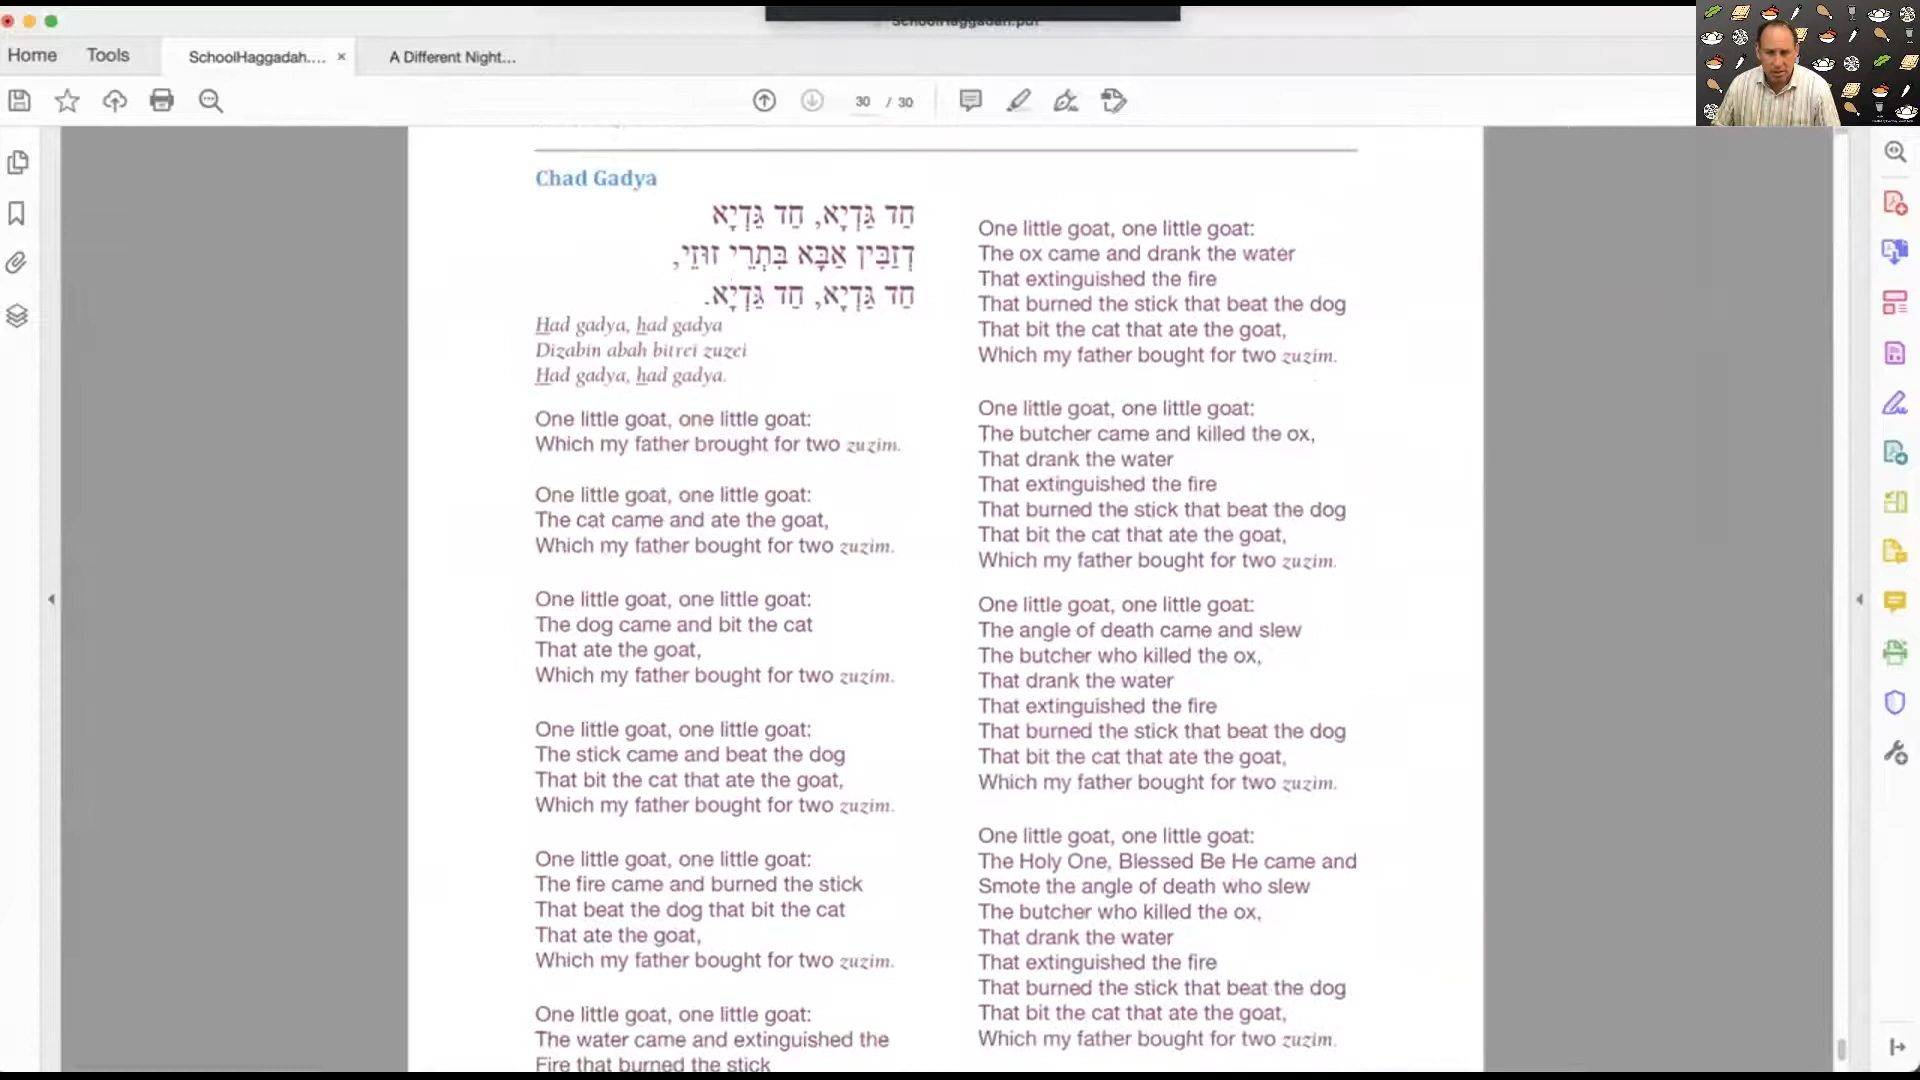 SchoolHaggadah.pdf
Home
Tools
SchoolHaggadah....
A Different Night...
30 / 30
Chad Gadya
חַד גַּדְיָא, חַד גַּדְיָא
דְזַבִּין אַבָּא בִּתְרֵי זוּזֵי,
חַד גַּדְיָא, חַד גַּדְיָא.
Had gadya, had gadya
Dizabin abah bitrei zuzei
Had gadya, had gadya.
One little goat, one little goat:
Which my father brought for two zuzim.
One little goat, one little goat:
The cat came and ate the goat,
Which my father bought for two zuzim.
One little goat, one little goat:
The dog came and bit the cat
That ate the goat,
Which my father bought for two zuzim.
One little goat, one little goat:
The stick came and beat the dog
That bit the cat that ate the goat,
Which my father bought for two zuzim.
One little goat, one little goat:
The fire came and burned the stick
That beat the dog that bit the cat
That ate the goat,
Which my father bought for two zuzim.
One little goat, one little goat:
The water came and extinguished the
Fire that burned the stick
One little goat, one little goat:
The ox came and drank the water
That extinguished the fire
That burned the stick that beat the dog
That bit the cat that ate the goat,
Which my father bought for two zuzim.
One little goat, one little goat:
The butcher came and killed the ox,
That drank the water
That extinguished the fire
That burned the stick that beat the dog
That bit the cat that ate the goat,
Which my father bought for two zuzim.
One little goat, one little goat:
The angle of death came and slew
The butcher who killed the ox,
That drank the water
That extinguished the fire
That burned the stick that beat the dog
That bit the cat that ate the goat,
Which my father bought for two zuzim.
One little goat, one little goat:
The Holy One, Blessed Be He came and
Smote the angle of death who slew
The butcher who killed the ox,
That drank the water
That extinguished the fire
That burned the stick that beat the dog
That bit the cat that ate the goat,
Which my father bought for two zuzim.